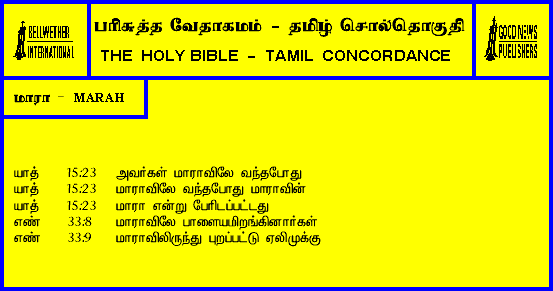 BELLWETHER
INTERNATIONAL
பரிசுத்த வேதாகமம் - தமிழ் சொல்தொகுதி
THE HOLY BIBLE - TAMIL CONCORDANCE
GOOD NEWS
PUBLISHERS
மாரா - MARAH
யாத் 15:23 அவர்கள் மாராவிலே வந்தபோது
யாத் 15:23 மாராவிலே வந்தபோது மாராவின்
யாத் 15:23 மாரா என்று பேரிடப்பட்டது
எண் 33:8 மாராவிலே பாளையமிறங்கினார்கள்
எண் 33:9 மாராவிலிருந்து புறப்பட்டு ஏலிமுக்கு